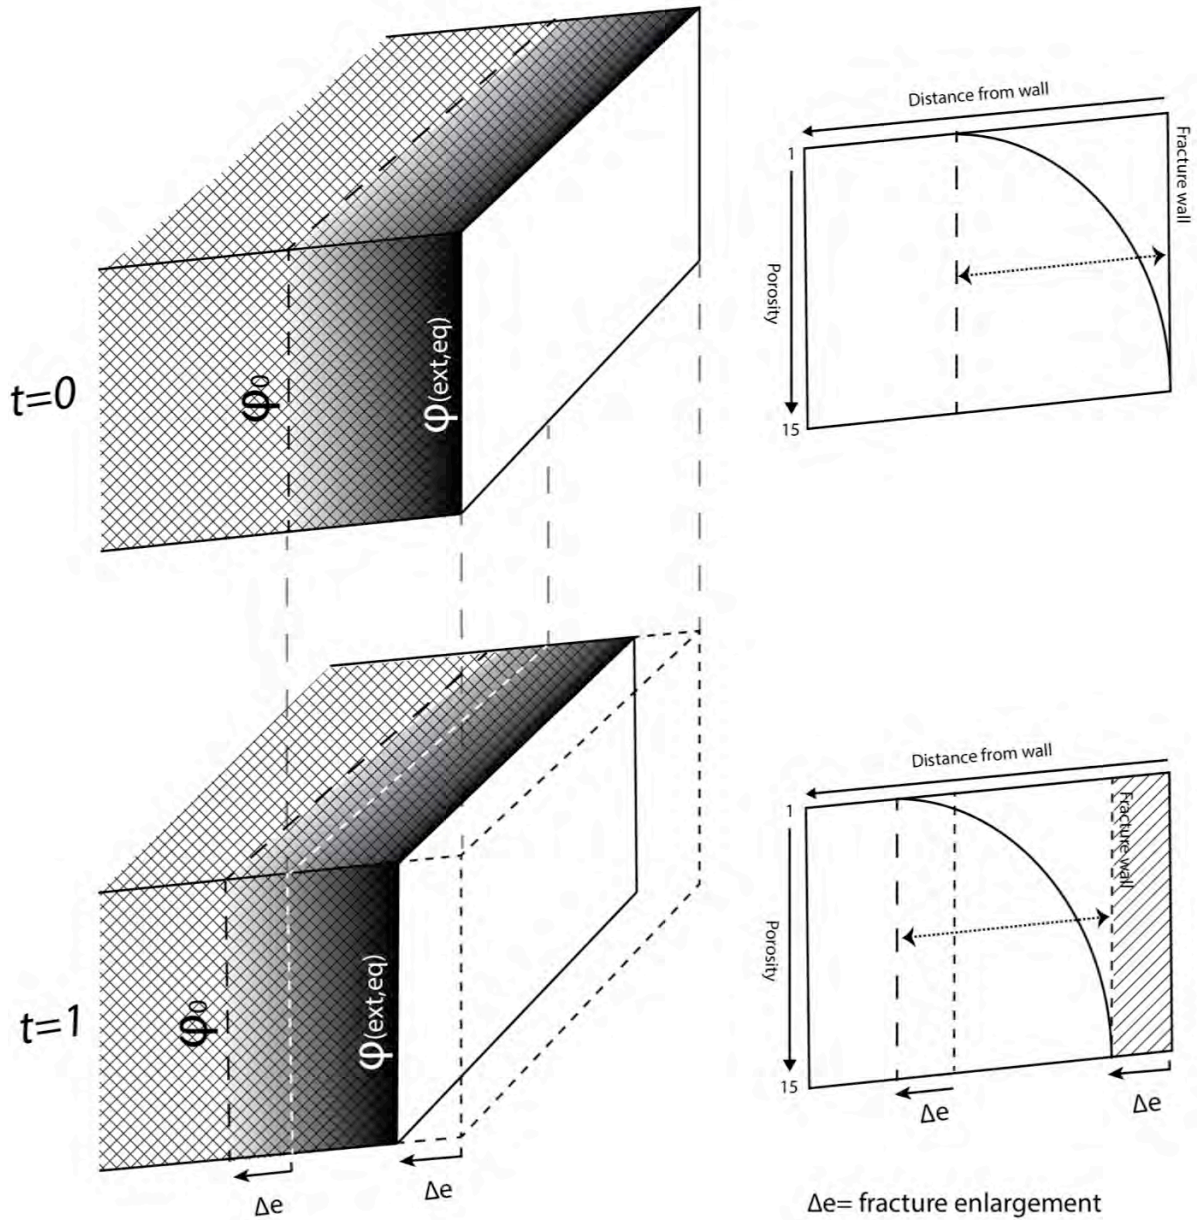 Distance from wall
1
Fracture wall
Porosity
15
t=0
φ0
φ(ext,eq)
Distance from wall
1
Fracture wall
Porosity
15
Δe
Δe
t=1
φ0
φ(ext,eq)
Δe
Δe
Δe= fracture enlargement